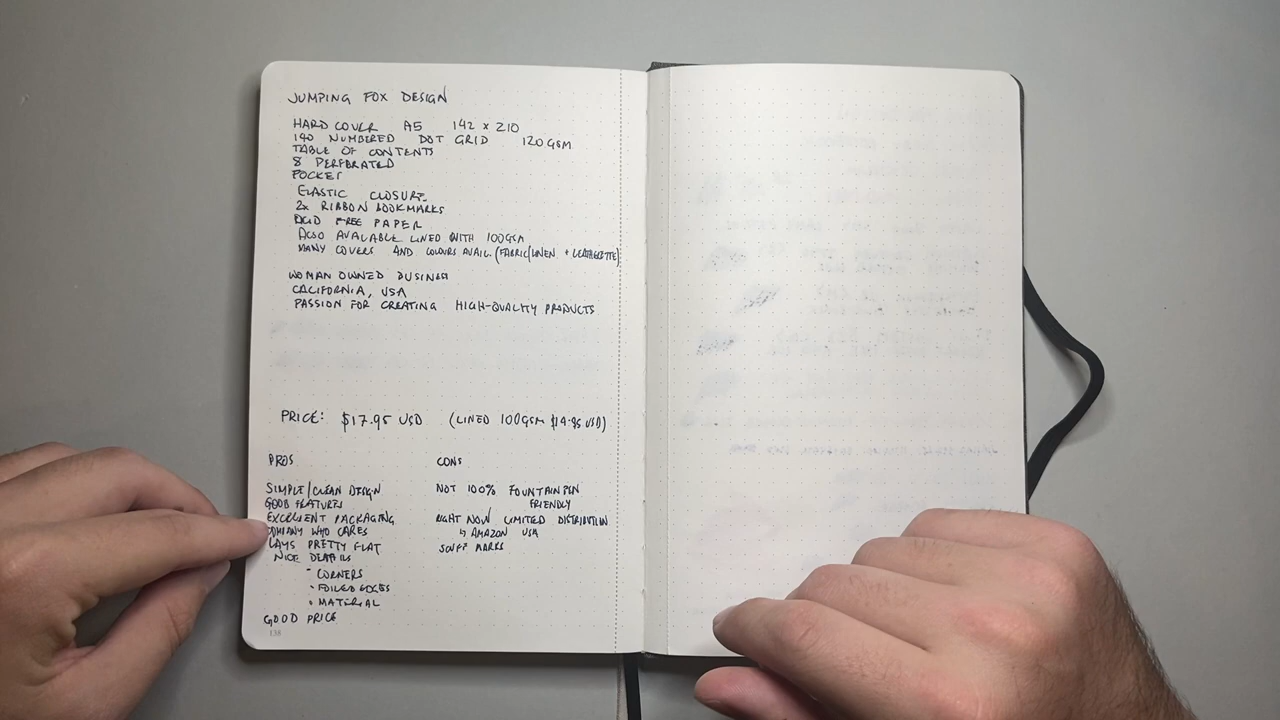 JUMPING FOX DESIGN
HARD COVER A5 142 x 210
140 NUMBERED DOT GRID 120GSM
TABLE OF CONTENTS
8 PERFORATED
POCKET
ELASTIC CLOSURE
2x RIBBON BOOKMARKS
ACID FREE PAPER
ALSO AVAILABLE LINED WITH 100GSM
MANY COVERS AND COLOURS AVAIL. (FABRIC/LINEN + LEATHERETTE)
WOMAN OWNED BUSINESS
CALIFORNIA, USA
PASSION FOR CREATING HIGH-QUALITY PRODUCTS
PRICE: $17.95 USD (LINED 100GSM $14.95 USD)
PROS
SIMPLE/CLEAN DESIGN
GOOD FEATURES
EXCELLENT PACKAGING
COMPANY WHO CARES
LAYS PRETTY FLAT
NICE DETAILS
- CORNERS
• FOILED EDGES
• MATERIAL
GOOD PRICE
CONS
NOT 100% FOUNTAIN PEN
FRIENDLY
RIGHT NOW LIMITED DISTRIBUTION
↳ AMAZON USA
SCUFF MARKS
138